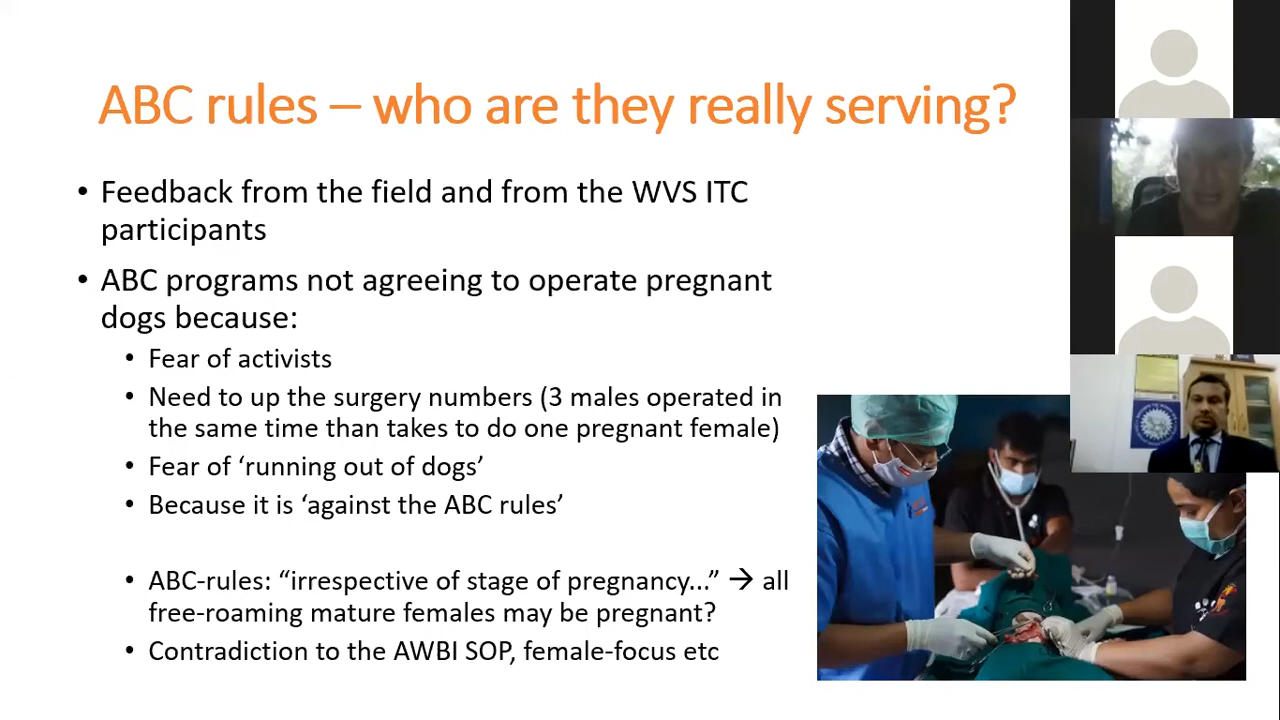 ABC rules – who are they really serving?
• Feedback from the field and from the WVS ITC
participants
• ABC programs not agreeing to operate pregnant
dogs because:
• Fear of activists
• Need to up the surgery numbers (3 males operated in
the same time than takes to do one pregnant female)
• Fear of ‘running out of dogs’
• Because it is ‘against the ABC rules’
• ABC-rules: “irrespective of stage of pregnancy...” → all
free-roaming mature females may be pregnant?
• Contradiction to the AWBI SOP, female-focus etc